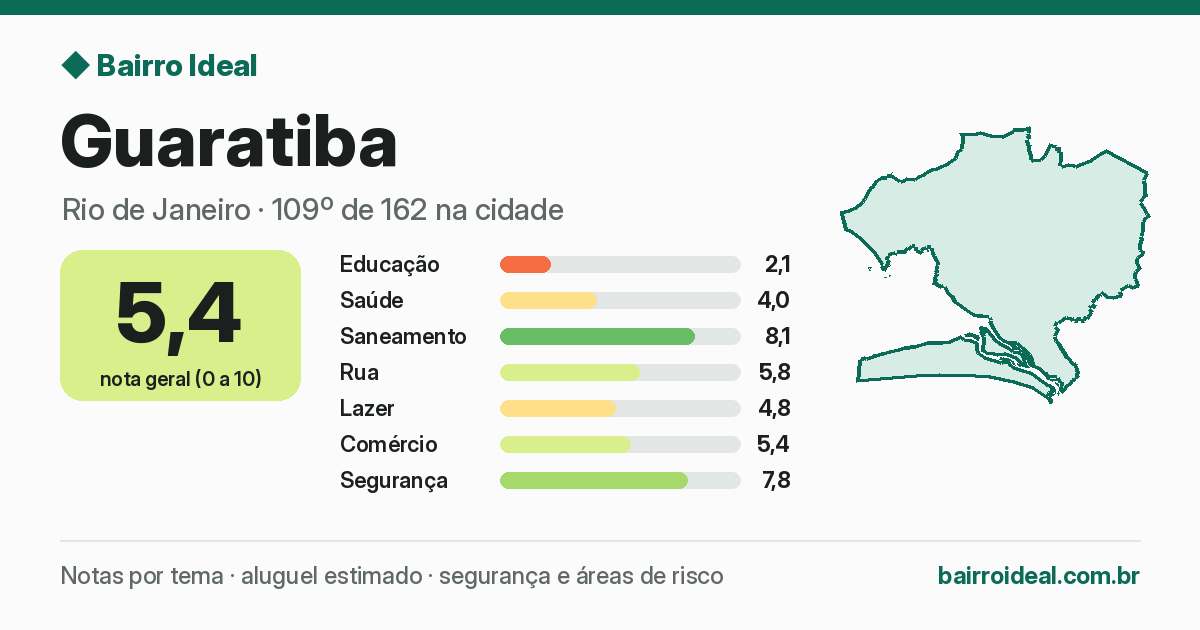 Bairro Ideal
Guaratiba
Rio de Janeiro · 109º de 162 na cidade
5,4
nota geral (0 a 10)
Educação 2,1
Saúde 4,0
Saneamento 8,1
Rua 5,8
Lazer 4,8
Comércio 5,4
Segurança 7,8
Notas por tema · aluguel estimado · segurança e áreas de risco
bairroideal.com.br